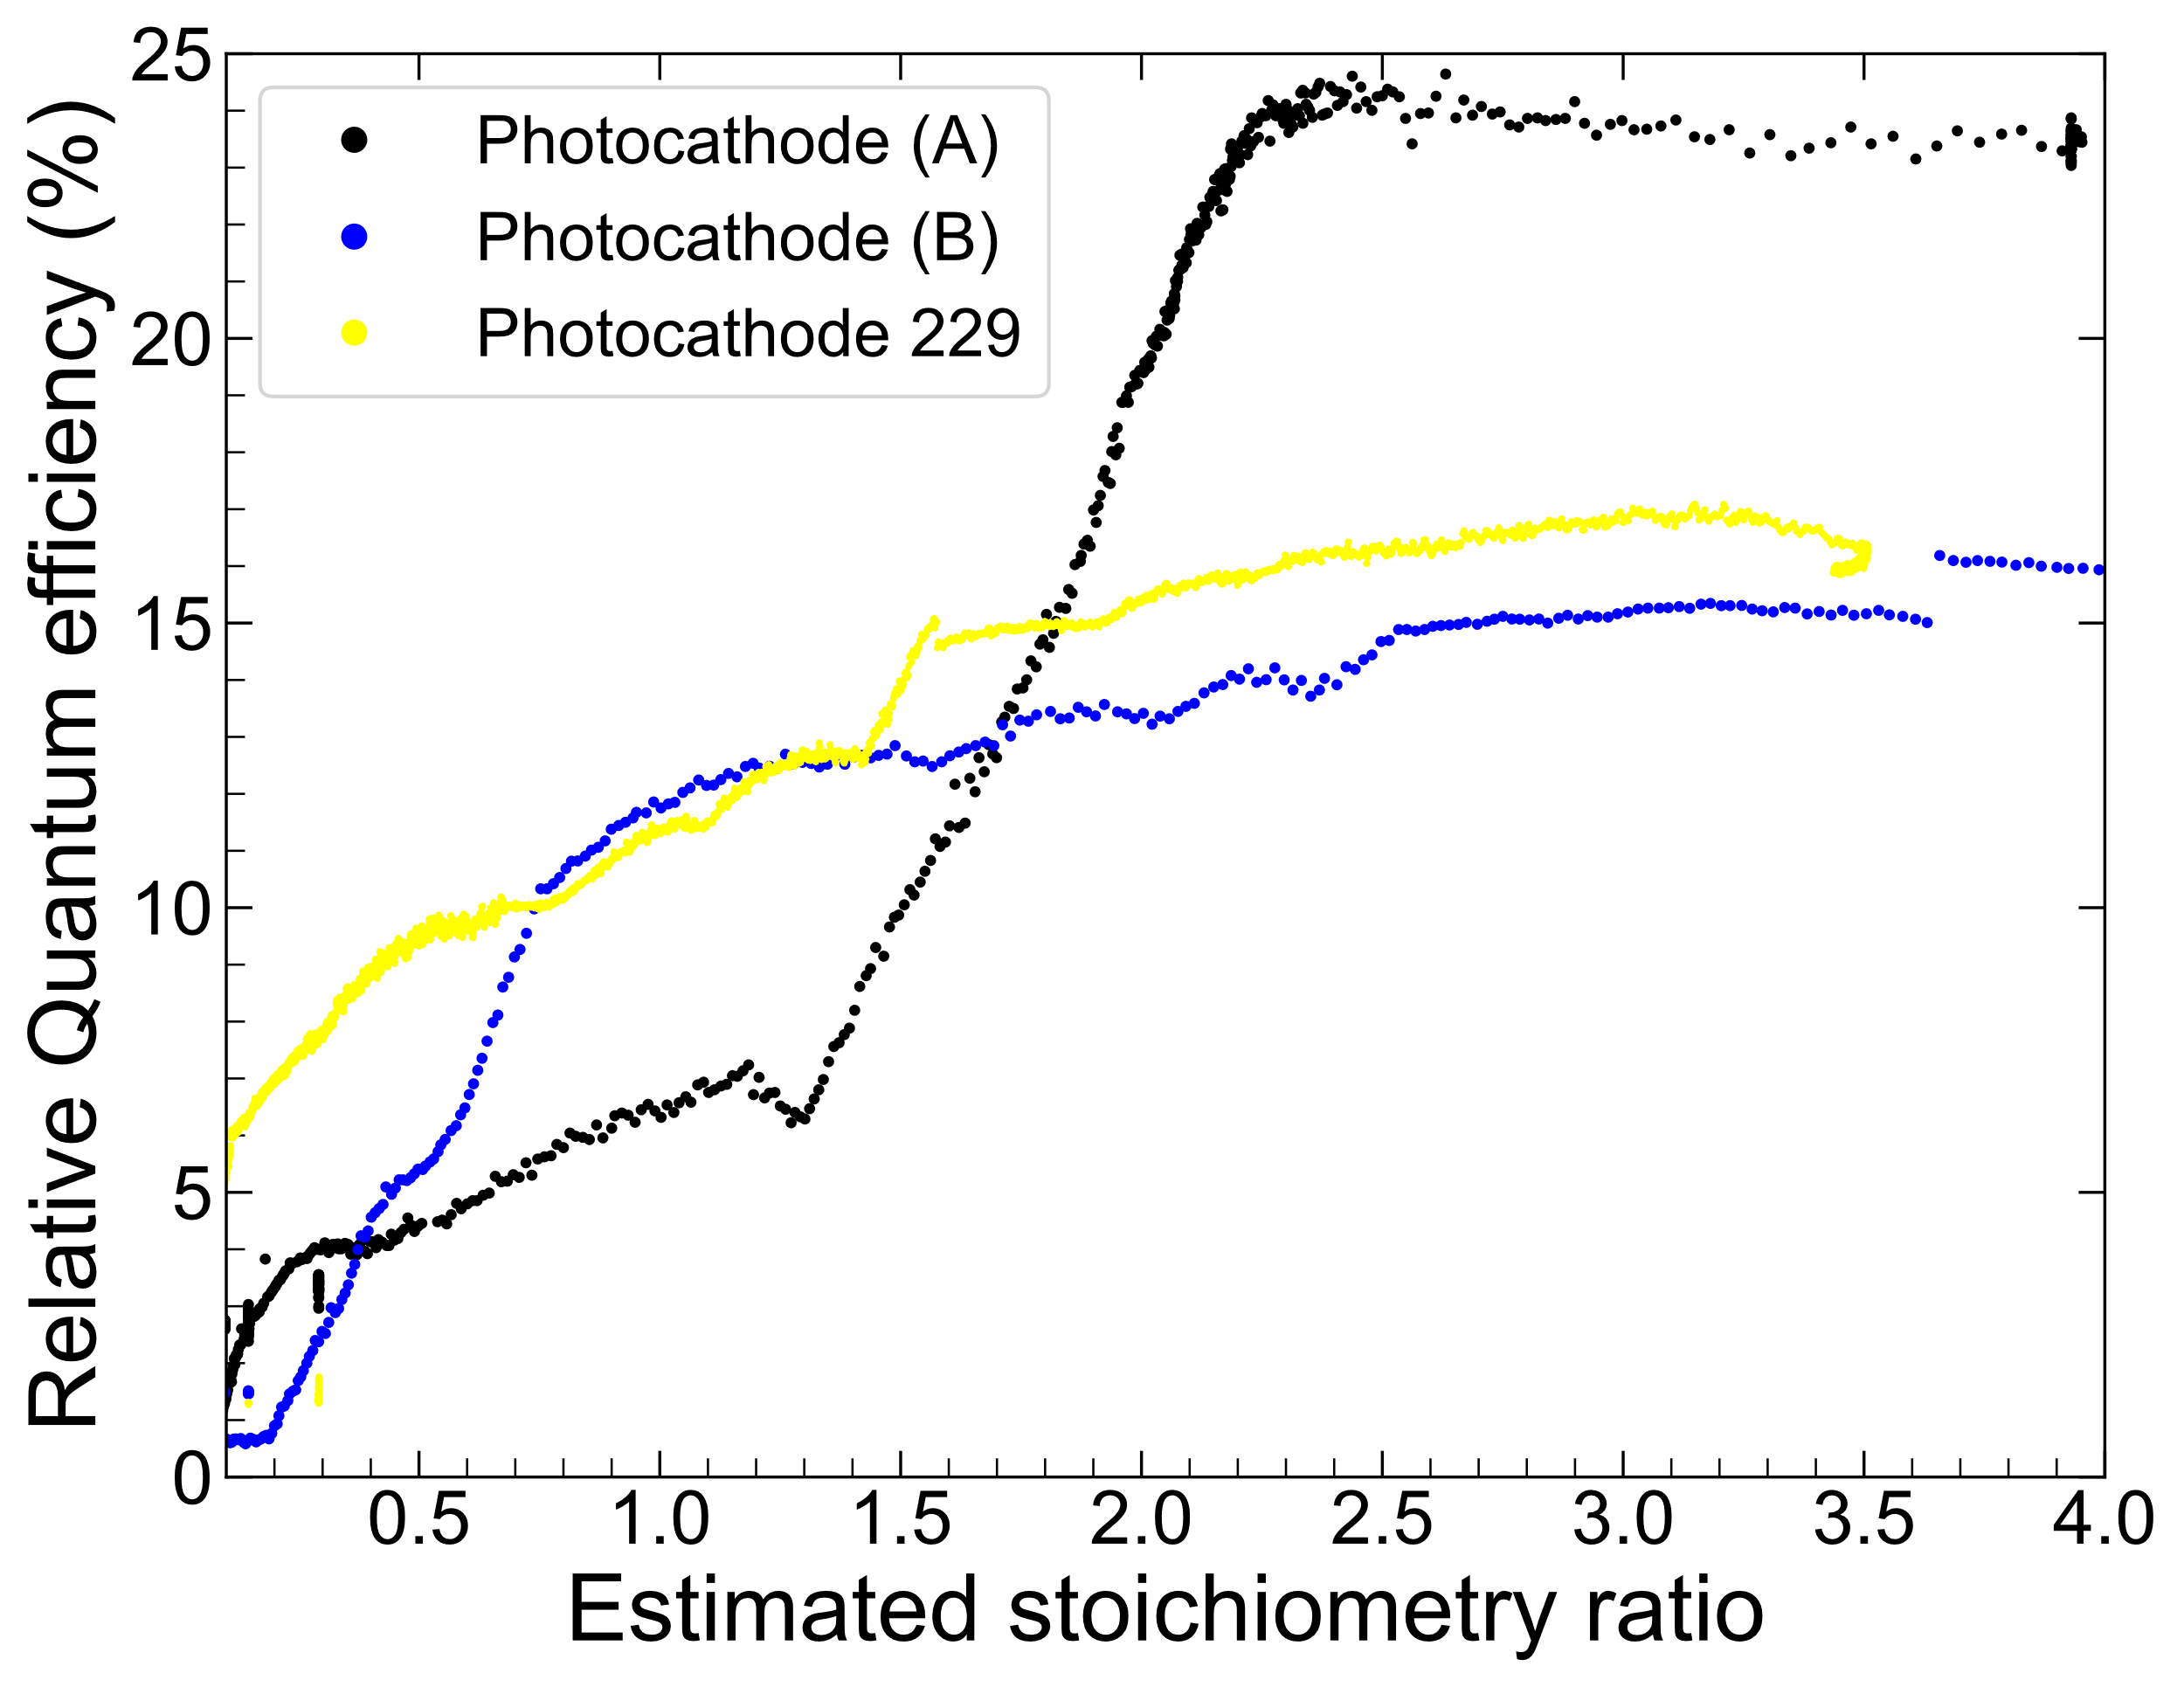 Relative Quantum efficiency (%)
25
20
15
10
5
0
Photocathode (A)
Photocathode (B)
Photocathode 229
0.5 1.0 1.5 2.0 2.5 3.0 3.5 4.0
Estimated stoichiometry ratio